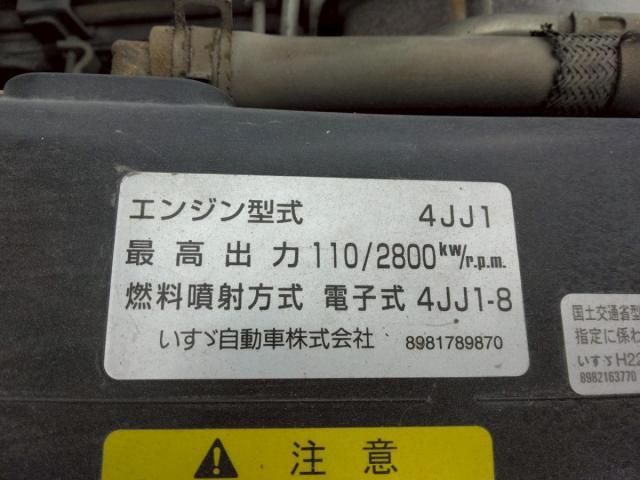 エンジン型式 4JJ1
最高出力 110/2800kw/r.p.m.
燃料噴射方式 電子式 4JJ1-8
いすゞ自動車株式会社 8981789870
国土交通省型
指定に係わ
いすゞH22
8982163770
注意